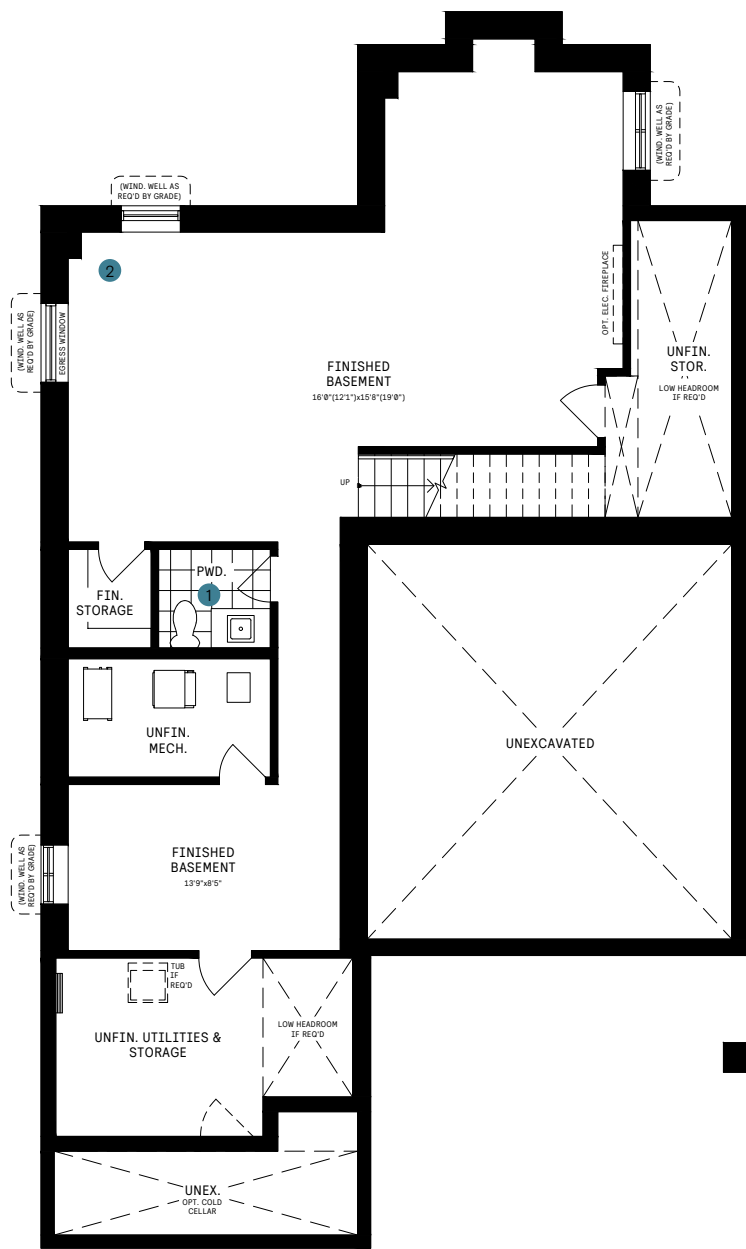 (WIND. WELL AS
REQ'D BY GRADE)
(WIND. WELL AS
REQ'D BY GRADE)
2
(WIND. WELL AS
REQ'D BY GRADE)
EGRESS WINDOW
OPT. ELEC. FIREPLACE
UNFIN.
STOR.
LOW HEADROOM
IF REQ'D
FINISHED
BASEMENT
16'0"(12'1")x15'8"(19'0")
UP
PWD.
1
FIN.
STORAGE
UNFIN.
MECH.
UNEXCAVATED
(WIND. WELL AS
REQ'D BY GRADE)
FINISHED
BASEMENT
13'9"x8'5"
TUB
IF
REQ'D
UNFIN. UTILITIES &
STORAGE
LOW HEADROOM
IF REQ'D
UNEX.
OPT. COLD
CELLAR